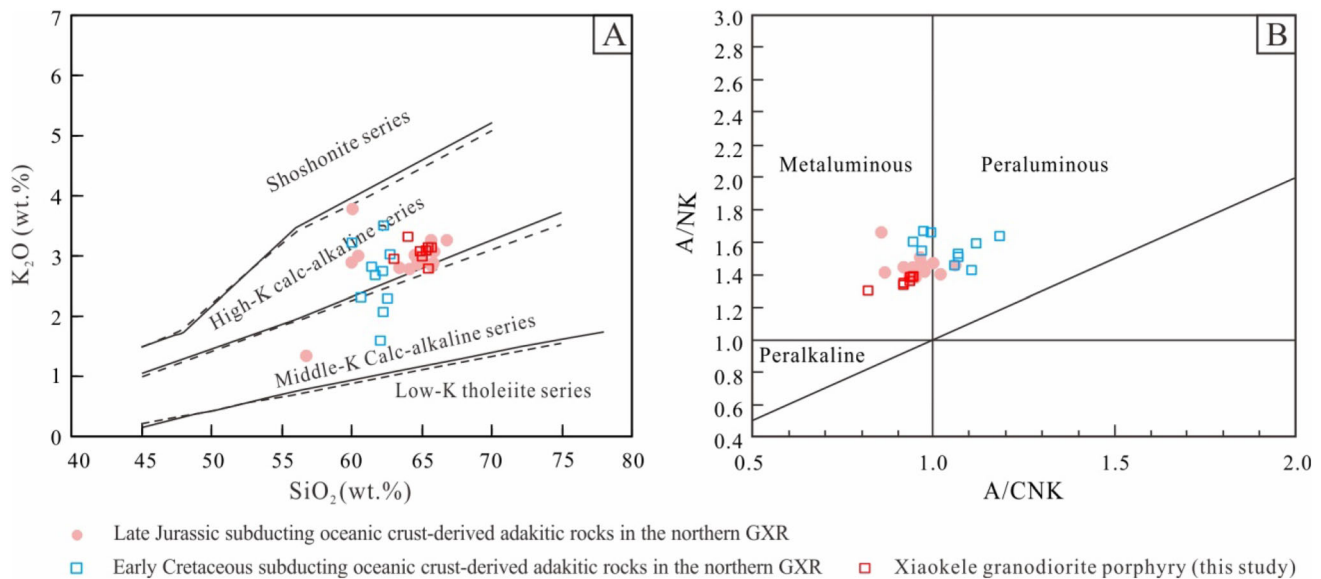 A
7
6
5
4
3
2
1
0
K₂O (wt.%)
Shoshonite series
High-K calc-alkaline series
Middle-K Calc-alkaline series
Low-K tholeiite series
40 45 50 55 60 65 70 75 78
SiO₂(wt.%)
B
3.0
2.8
2.6
2.4
2.2
2.0
1.8
1.6
1.4
1.2
1.0
0.8
0.6
0.4
A/NK
Metaluminous
Peraluminous
Peralkaline
0.5 1.0 1.5 2.0
A/CNK
Late Jurassic subducting oceanic crust-derived adakitic rocks in the northern GXR
Early Cretaceous subducting oceanic crust-derived adakitic rocks in the northern GXR
Xiaokele granodiorite porphyry (this study)